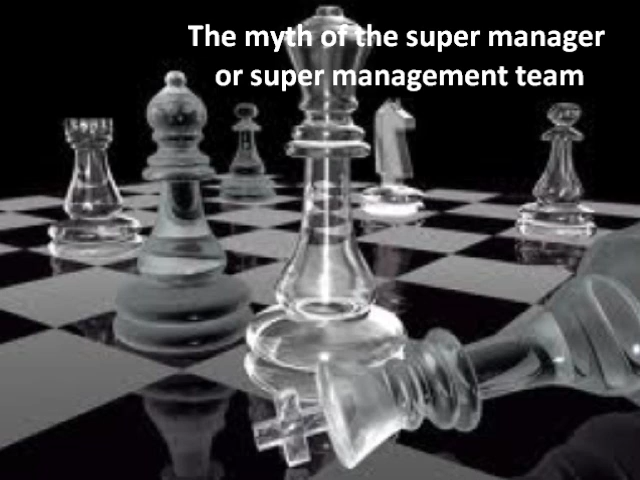 The myth of the super manager
or super management team